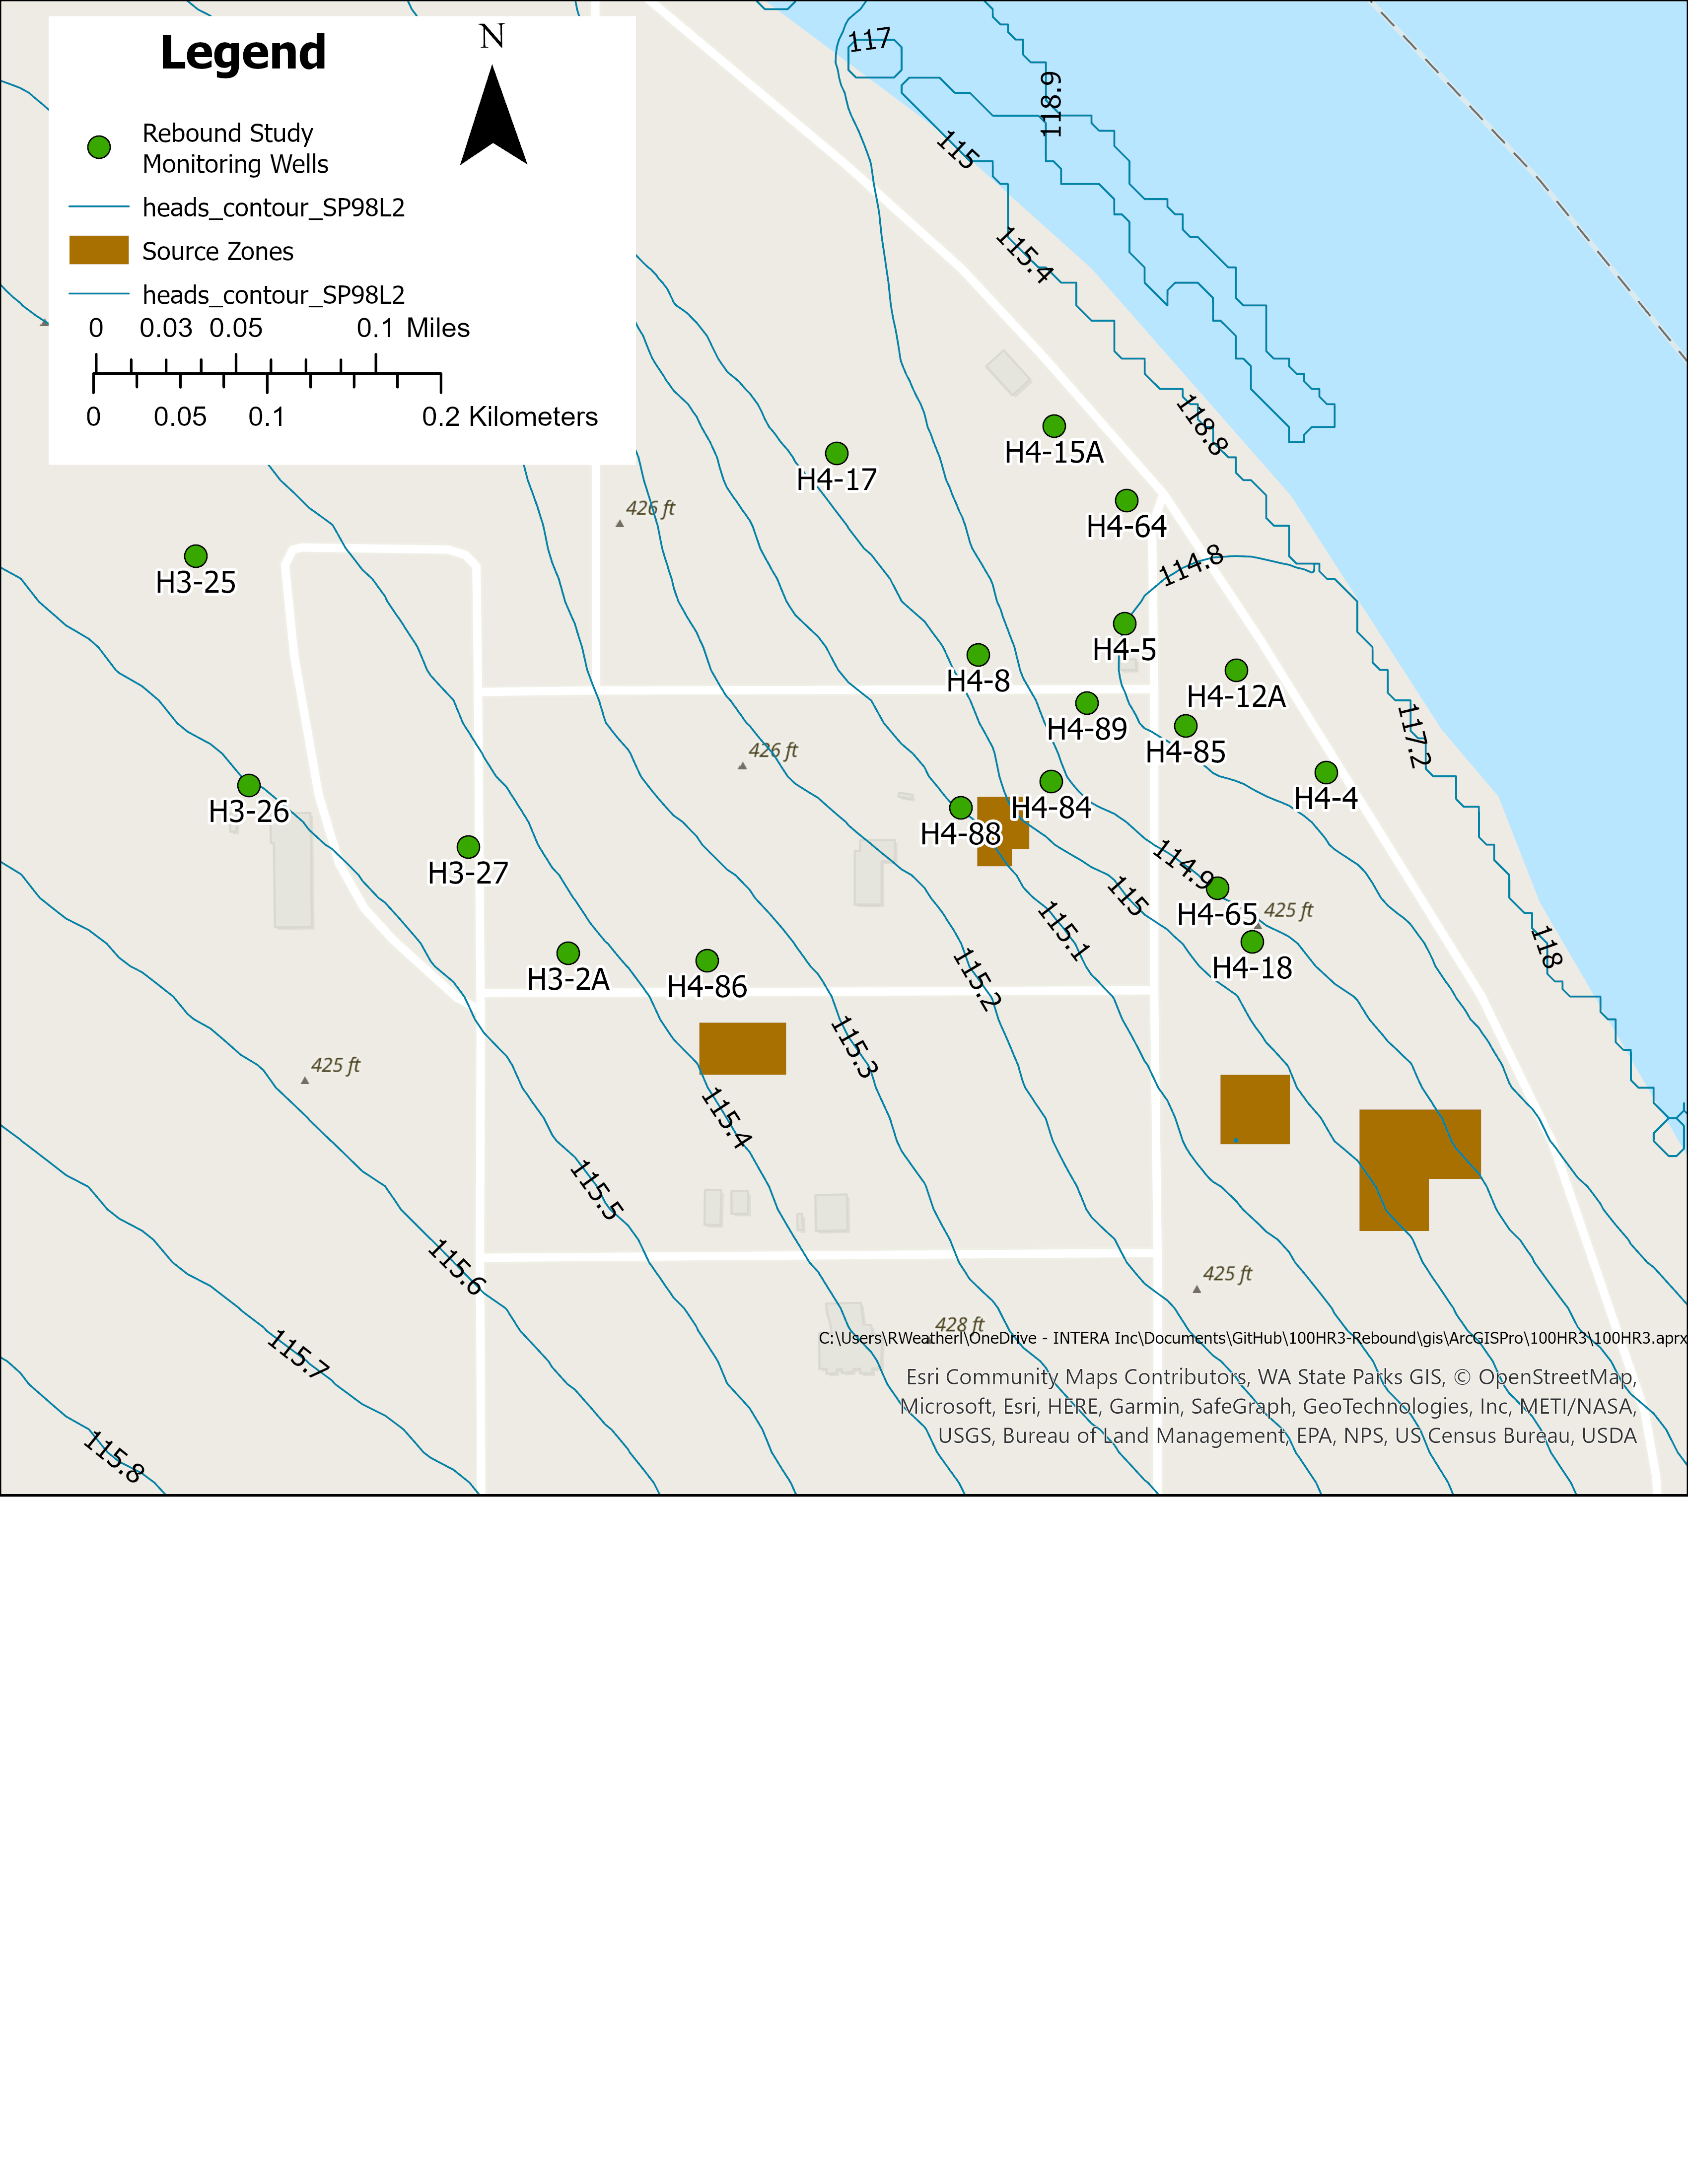 Legend
N
Rebound Study
Monitoring Wells
heads_contour_SP98L2
Source Zones
heads_contour_SP98L2
0 0.03 0.05 0.1 Miles
0 0.05 0.1 0.2 Kilometers
117
118.9
115
115.4
118.8
H4-15A
H4-17
426 ft
H4-64
114.8
H3-25
H4-5
H4-8
H4-12A
H4-89
117.2
H4-85
426 ft
H4-4
H3-26
H4-84
H4-88
H3-27
114.9
115
H4-65
425 ft
115.1
118
H4-18
H3-2A
H4-86
115.2
115.3
425 ft
115.4
115.5
115.6
425 ft
428 ft
C:\Users\RWeatherl\OneDrive - INTERA Inc\Documents\GitHub\100HR3-Rebound\gis\ArcGISPro\100HR3\100HR3.aprx
115.7
Esri Community Maps Contributors, WA State Parks GIS, © OpenStreetMap,
Microsoft, Esri, HERE, Garmin, SafeGraph, GeoTechnologies, Inc, METI/NASA,
USGS, Bureau of Land Management, EPA, NPS, US Census Bureau, USDA
115.8